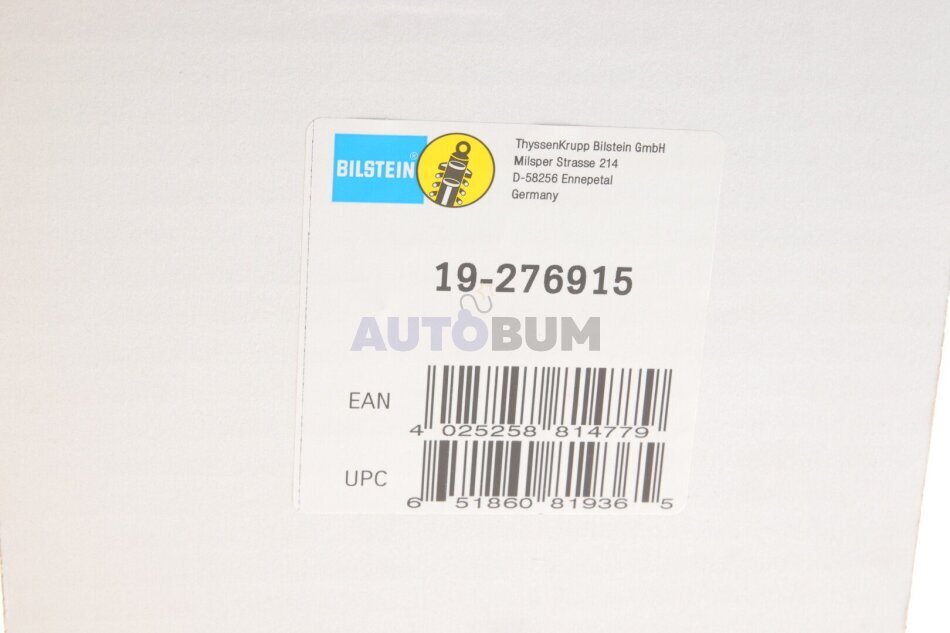 BILSTEIN®
ThyssenKrupp Bilstein GmbH
Milsper Strasse 214
D-58256 Ennepetal
Germany
19-276915
AUTOBUM
EAN
4 025258 814779
UPC
6 51860 81936 5